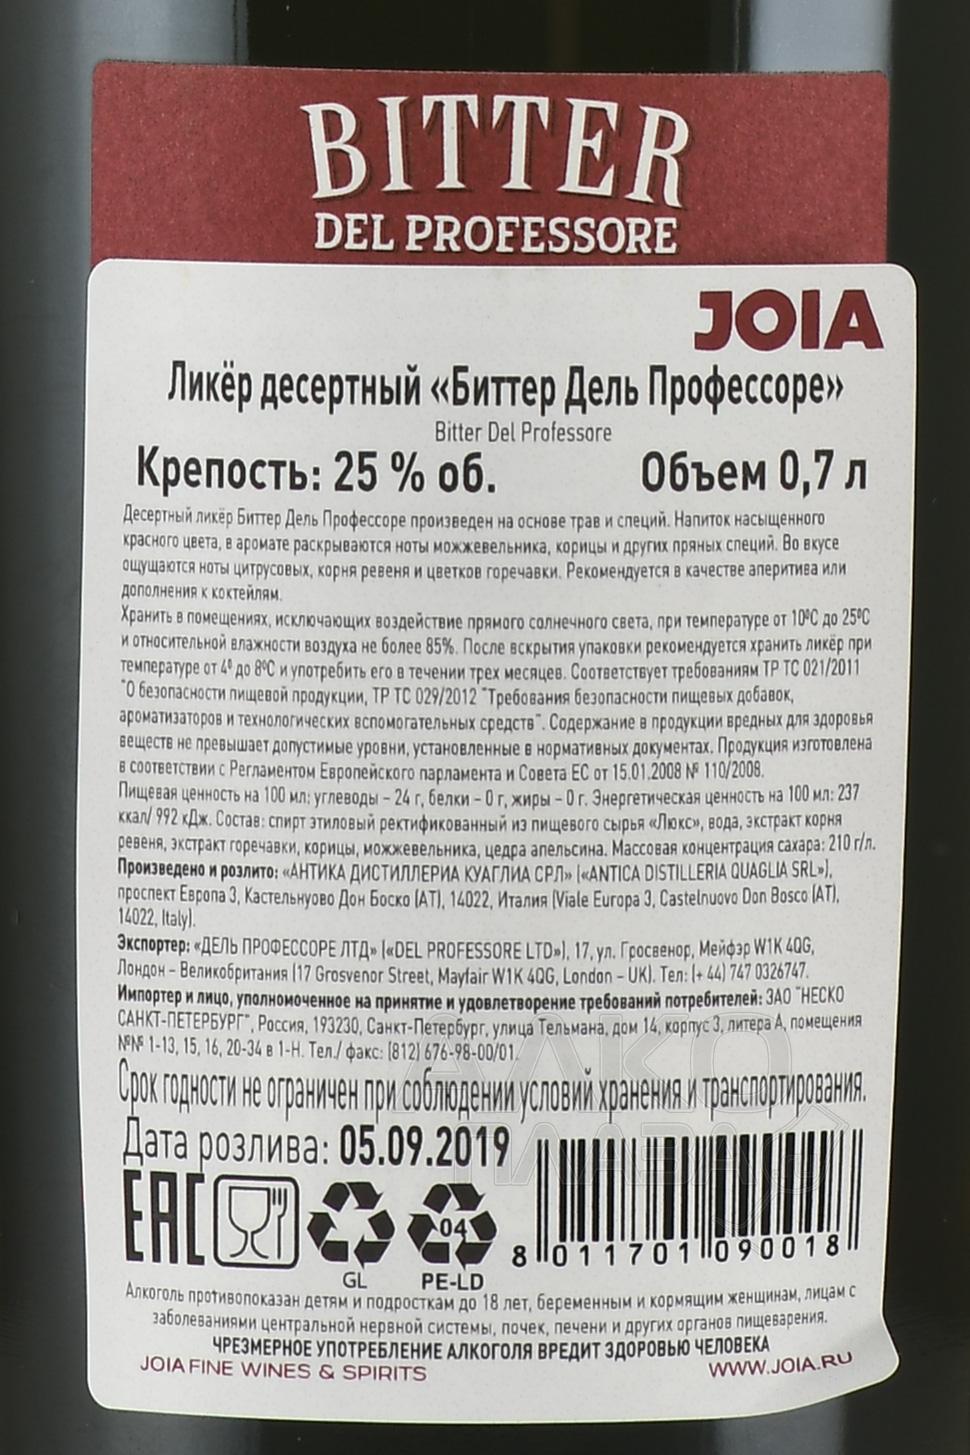 BITTER
DEL PROFESSORE
JOIA
Ликёр десертный «Биттер Дель Профессоре»
Bitter Del Professore
Крепость: 25 % об. Объем 0,7 л
Десертный ликёр Биттер Дель Профессоре произведен на основе трав и специй. Напиток насыщенного
красного цвета, в аромате раскрываются ноты можжевельника, корицы и других пряных специй. Во вкусе
ощущаются ноты цитрусовых, корня ревеня и цветков горечавки. Рекомендуется в качестве аперитива или
дополнения к коктейлям.
Хранить в помещениях, исключающих воздействие прямого солнечного света, при температуре от 10ºC до 25ºC
и относительной влажности воздуха не более 85%. После вскрытия упаковки рекомендуется хранить ликёр при
температуре от 4º до 8ºC и употребить его в течении трех месяцев. Соответствует требованиям ТР ТС 021/2011
"О безопасности пищевой продукции, ТР ТС 029/2012 "Требования безопасности пищевых добавок,
ароматизаторов и технологических вспомогательных средств". Содержание в продукции вредных для здоровья
веществ не превышает допустимые уровни, установленные в нормативных документах. Продукция изготовлена
в соответствии с Регламентом Европейского парламента и Совета ЕС от 15.01.2008 № 110/2008.
Пищевая ценность на 100 мл: углеводы – 24 г, белки – 0 г, жиры – 0 г. Энергетическая ценность на 100 мл: 237
ккал/ 992 кДж. Состав: спирт этиловый ректификованный из пищевого сырья «Люкс», вода, экстракт корня
ревеня, экстракт горечавки, корицы, можжевельника, цедра апельсина. Массовая концентрация сахара: 210 г/л.
Произведено и розлито: «АНТИКА ДИСТИЛЛЕРИА КУАГЛИА СРЛ» («ANTICA DISTILLERIA QUAGLIA SRL»),
проспект Европа 3, Кастельнуово Дон Боско (АТ), 14022, Италия (Viale Europa 3, Castelnuovo Don Bosco (AT),
14022, Italy).
Экспортер: «ДЕЛЬ ПРОФЕССОРЕ ЛТД» («DEL PROFESSORE LTD»), 17, ул. Гросвенор, Мейфэр W1K 4QG,
Лондон – Великобритания (17 Grosvenor Street, Mayfair W1K 4QG, London – UK). Тел: (+ 44) 747 0326747.
Импортер и лицо, уполномоченное на принятие и удовлетворение требований потребителей: ЗАО "НЕСКО
САНКТ-ПЕТЕРБУРГ", Россия, 193230, Санкт-Петербург, улица Тельмана, дом 14, корпус 3, литера А, помещения
№№ 1-13, 15, 16, 20-34 в 1-Н. Тел./ факс: (812) 676-98-00/01.
Срок годности не ограничен при соблюдении условий хранения и транспортирования.
Дата розлива: 05.09.2019
EAC
04
GL PE-LD
8 011701 090018
Алкоголь противопоказан детям и подросткам до 18 лет, беременным и кормящим женщинам, лицам с
заболеваниями центральной нервной системы, почек, печени и других органов пищеварения.
ЧРЕЗМЕРНОЕ УПОТРЕБЛЕНИЕ АЛКОГОЛЯ ВРЕДИТ ЗДОРОВЬЮ ЧЕЛОВЕКА
JOIA FINE WINES & SPIRITS WWW.JOIA.RU
АЛКО
ПЛАВА